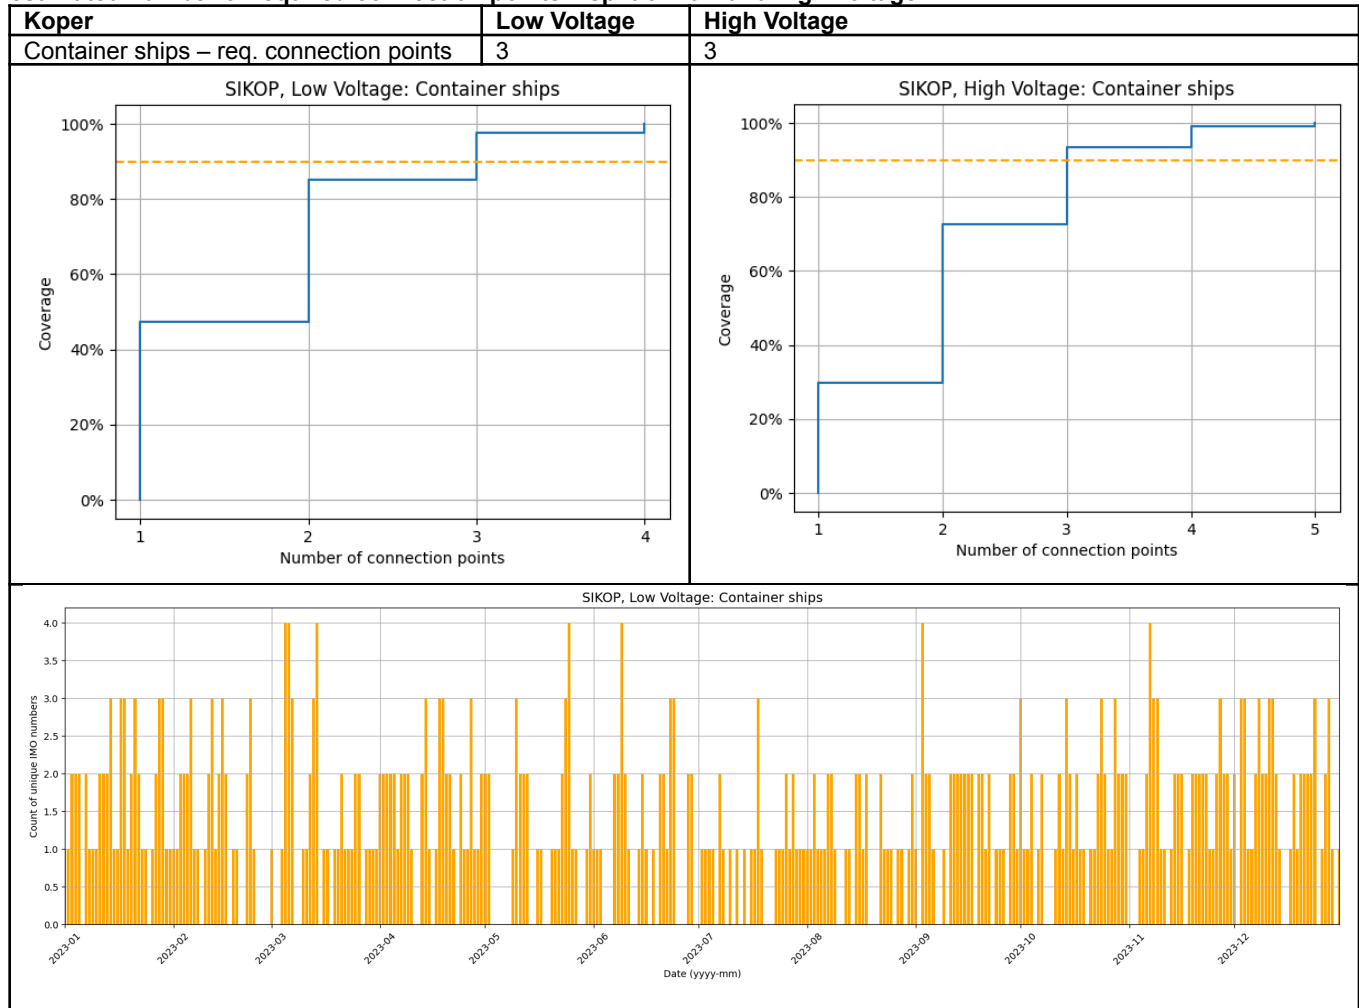 Koper Low Voltage High Voltage
Container ships – req. connection points 3 3
SIKOP, Low Voltage: Container ships
100%
80%
60%
40%
20%
0%
Coverage
1 2 3 4
Number of connection points
SIKOP, High Voltage: Container ships
100%
80%
60%
40%
20%
0%
Coverage
1 2 3 4 5
Number of connection points
SIKOP, Low Voltage: Container ships
4.0
3.5
3.0
2.5
2.0
1.5
1.0
0.5
0.0
Count of unique IMO numbers
2023-01 2023-02 2023-03 2023-04 2023-05 2023-06 2023-07 2023-08 2023-09 2023-10 2023-11 2023-12
Date (yyyy-mm)